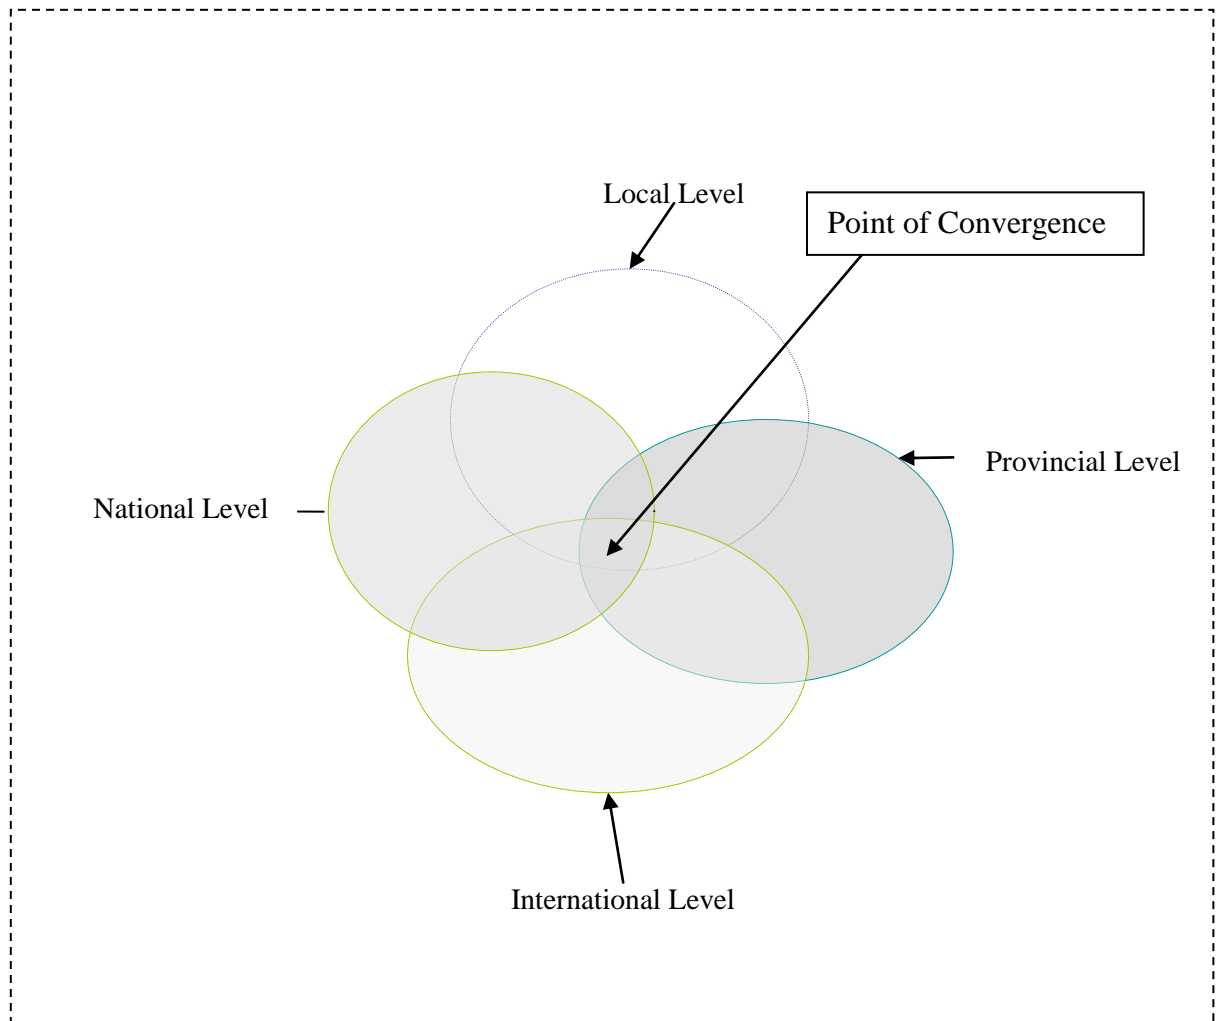 Local Level
Point of Convergence
Provincial Level
National Level
International Level